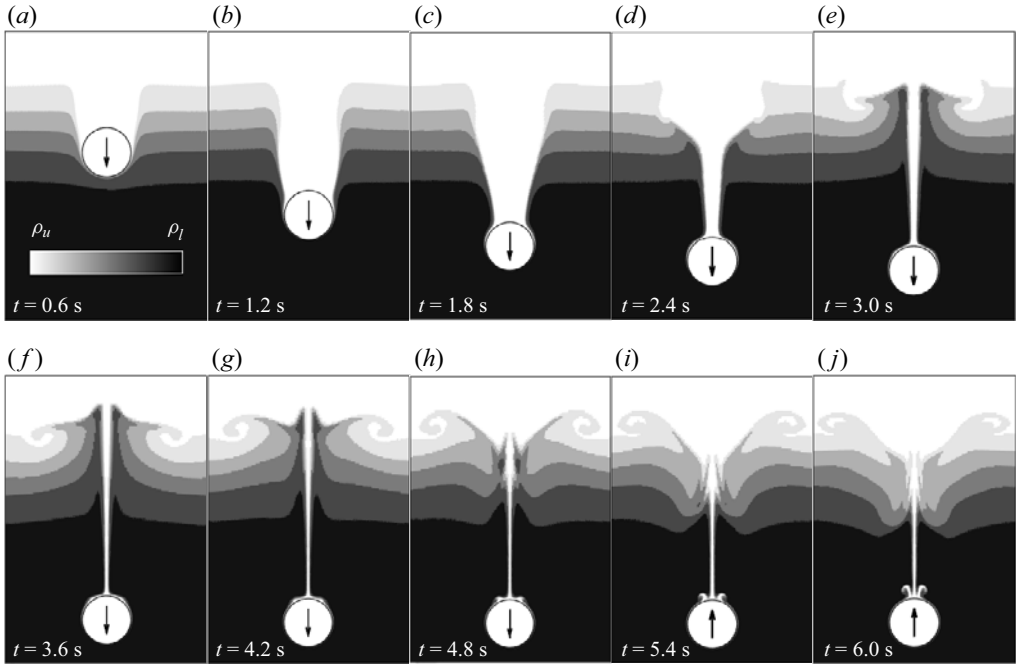 (a) (b) (c) (d) (e)
ρu ρl
t = 0.6 s t = 1.2 s t = 1.8 s t = 2.4 s t = 3.0 s
(f) (g) (h) (i) (j)
t = 3.6 s t = 4.2 s t = 4.8 s t = 5.4 s t = 6.0 s